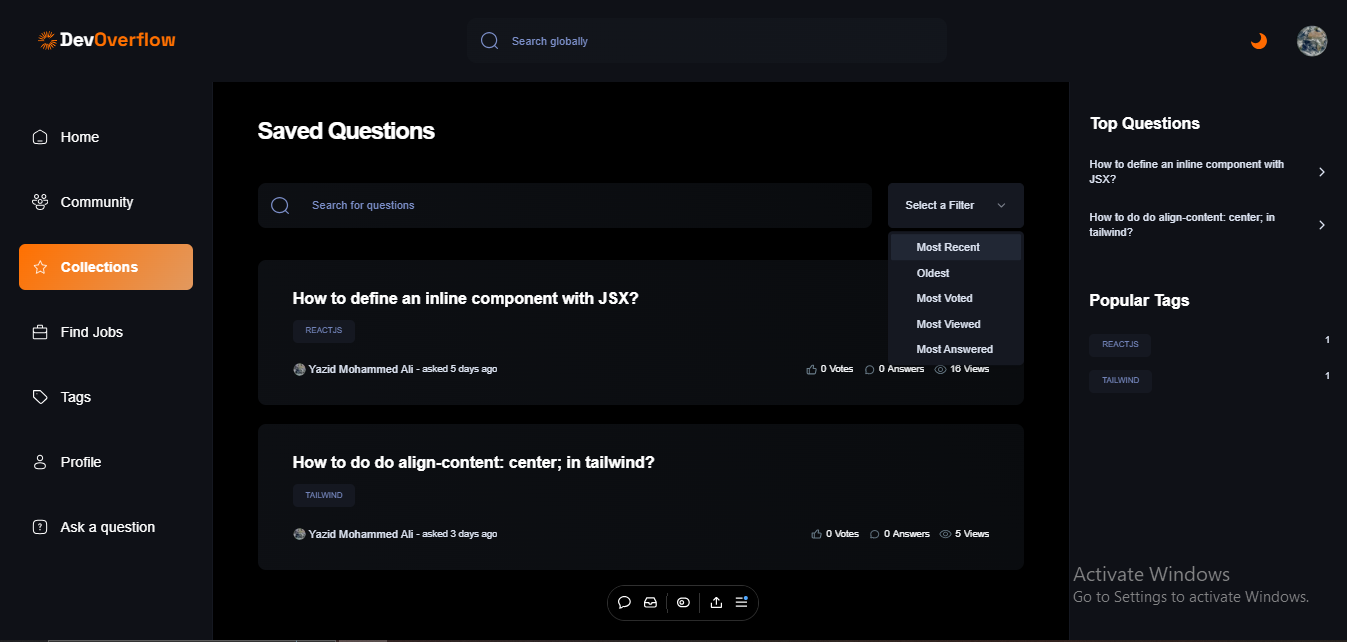 DevOverflow
Search globally
Home
Community
Collections
Find Jobs
Tags
Profile
Ask a question
Saved Questions
Search for questions
Select a Filter
Most Recent
Oldest
Most Voted
Most Viewed
Most Answered
How to define an inline component with JSX?
REACTJS
Yazid Mohammed Ali - asked 5 days ago
0 Votes 0 Answers 16 Views
How to do do align-content: center; in tailwind?
TAILWIND
Yazid Mohammed Ali - asked 3 days ago
0 Votes 0 Answers 5 Views
Top Questions
How to define an inline component with
JSX?
How to do do align-content: center; in
tailwind?
Popular Tags
REACTJS 1
TAILWIND 1
Activate Windows
Go to Settings to activate Windows.